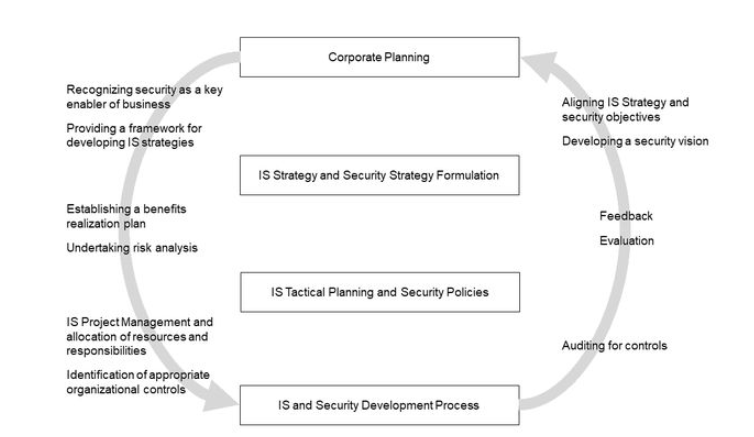 Corporate Planning
Recognizing security as a key
enabler of business
Providing a framework for
developing IS strategies
Aligning IS Strategy and
security objectives
Developing a security vision
IS Strategy and Security Strategy Formulation
Establishing a benefits
realization plan
Undertaking risk analysis
Feedback
Evaluation
IS Tactical Planning and Security Policies
IS Project Management and
allocation of resources and
responsibilities
Identification of appropriate
organizational controls
Auditing for controls
IS and Security Development Process